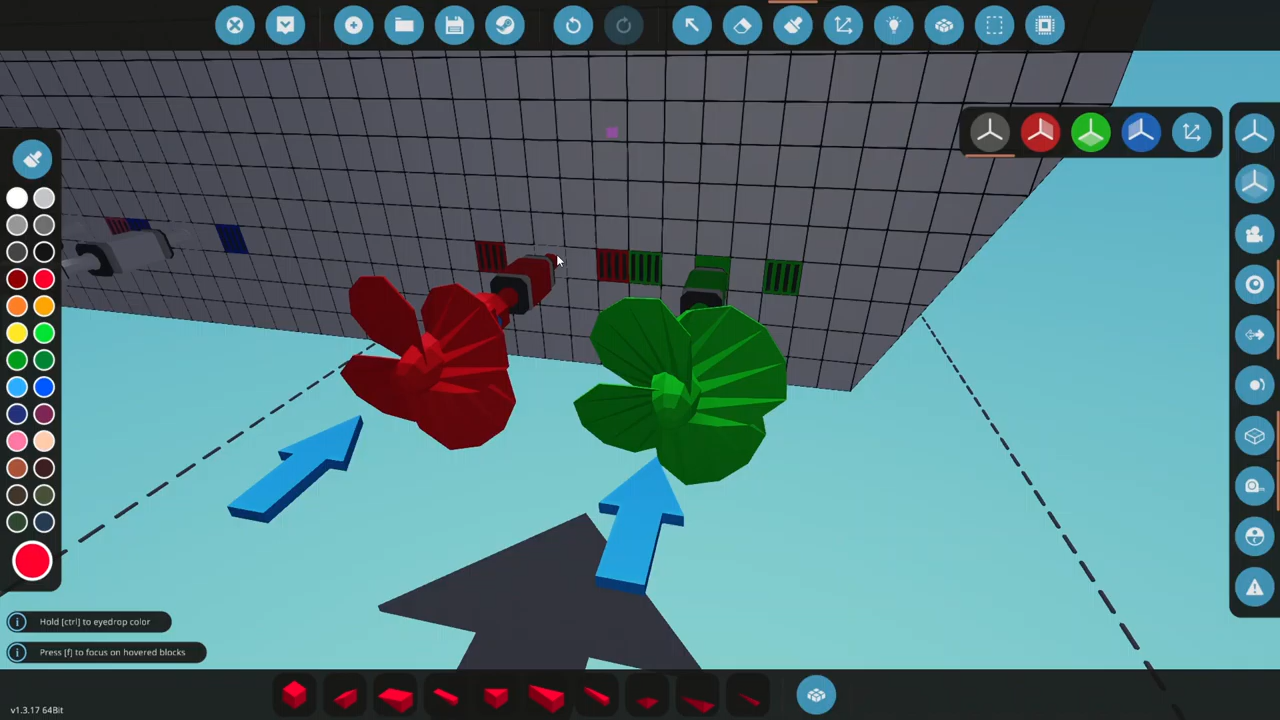 Hold [ctrl] to eyedrop color
Press [f] to focus on hovered blocks
v1.3.17 64Bit